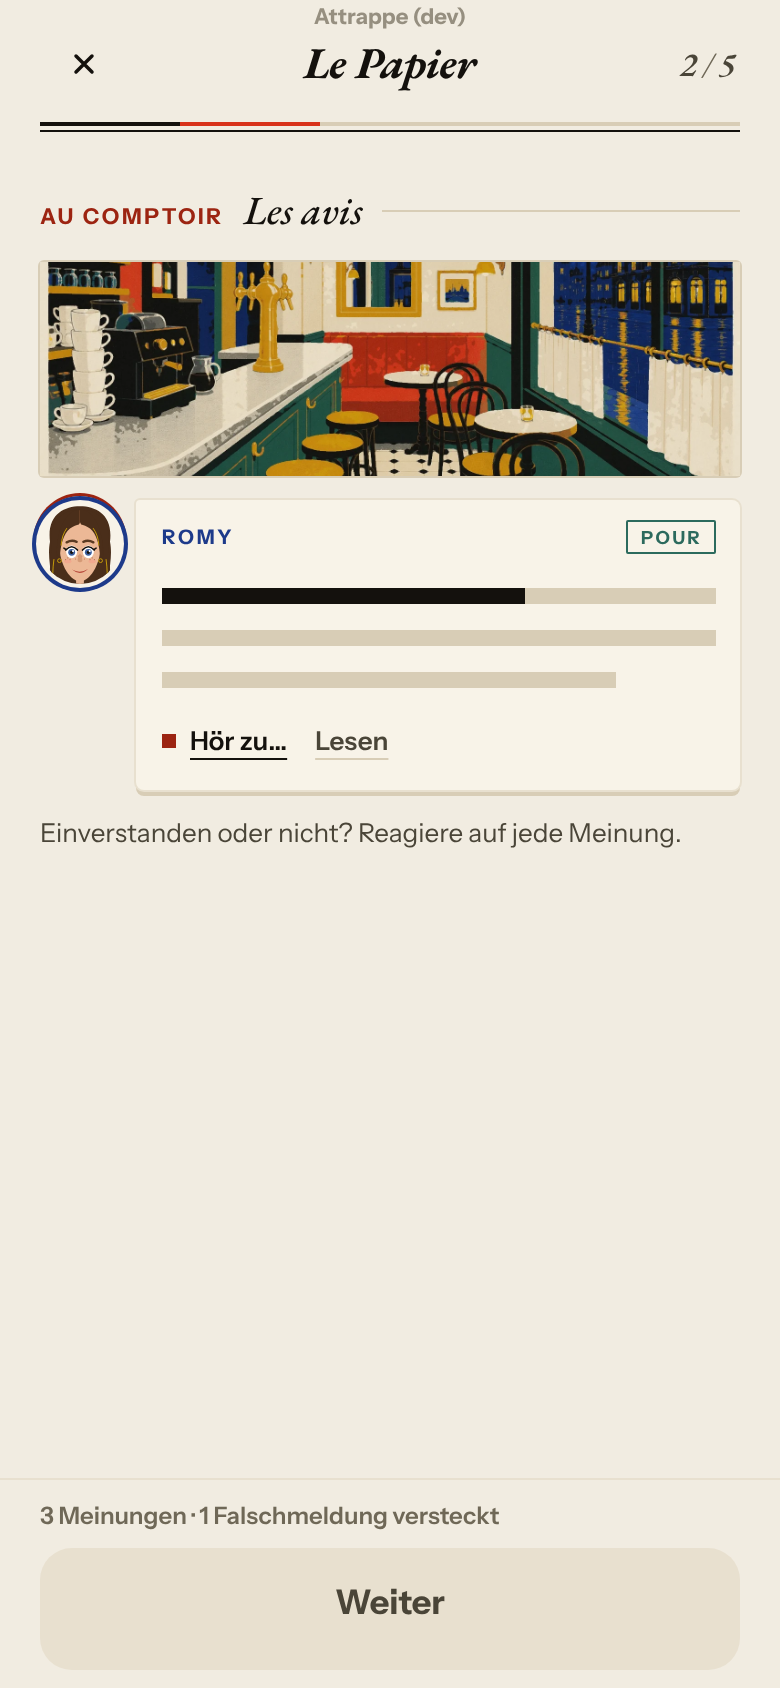 Attrappe (dev)
Le Papier
2/5
AU COMPTOIR Les avis
ROMY
POUR
Hör zu... Lesen
Einverstanden oder nicht? Reagiere auf jede Meinung.
3 Meinungen · 1 Falschmeldung versteckt
Weiter